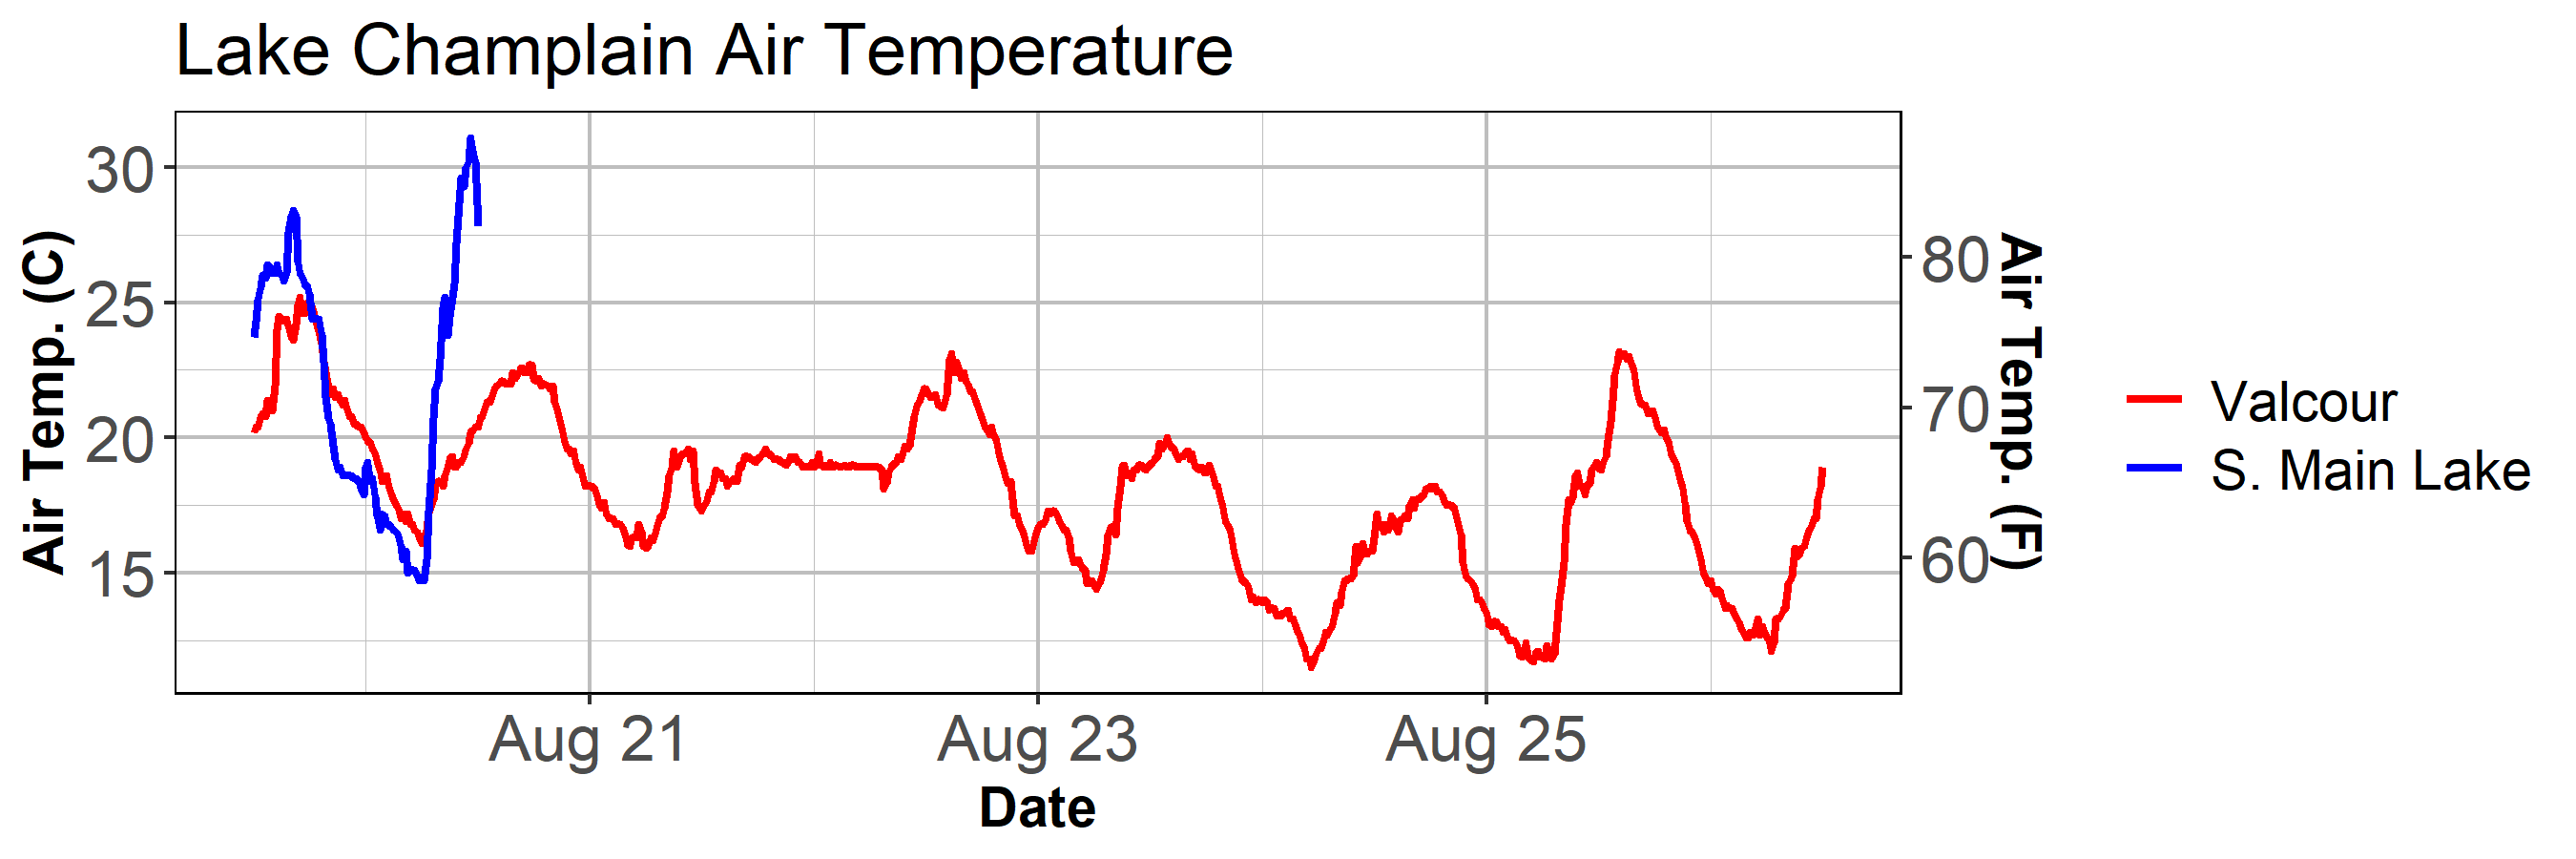 Lake Champlain Air Temperature
Air Temp. (C)
30
25
20
15
80
70
60
Air Temp. (F)
Aug 21
Aug 23
Aug 25
Date
Valcour
S. Main Lake